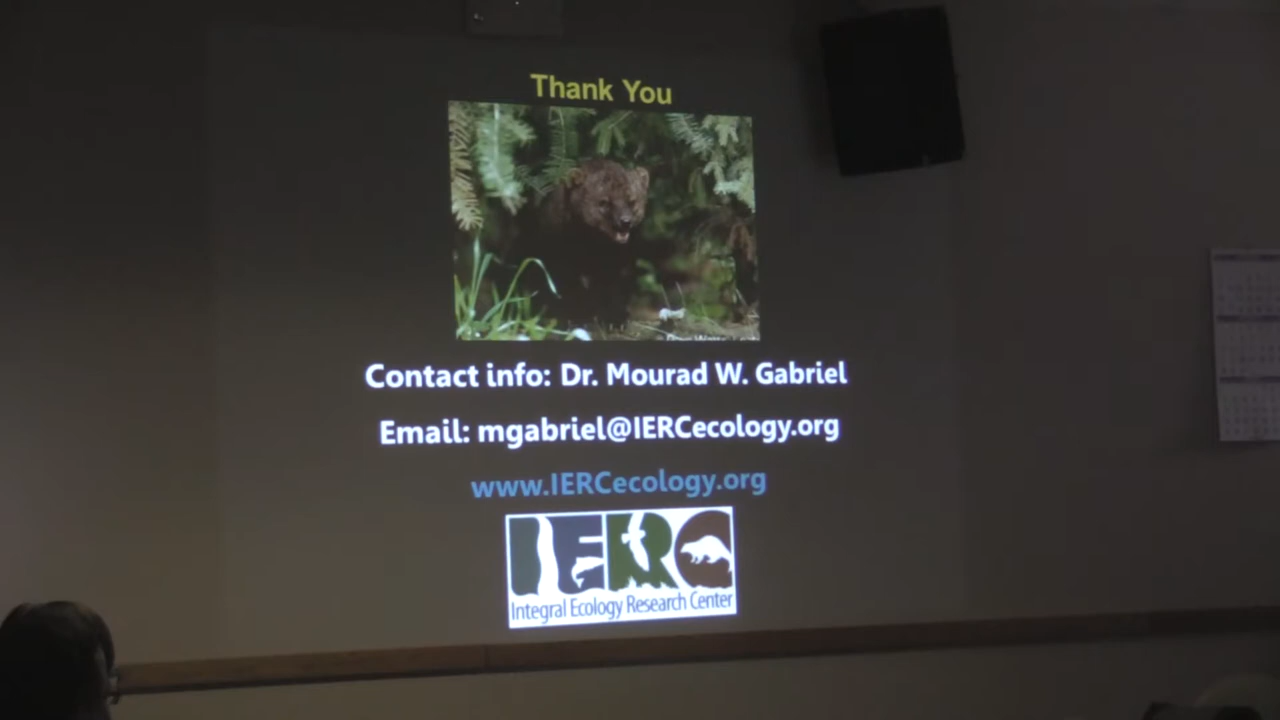 Thank You
Contact info: Dr. Mourad W. Gabriel
Email: mgabriel@IERCecology.org
www.IERCecology.org
IERC
Integral Ecology Research Center